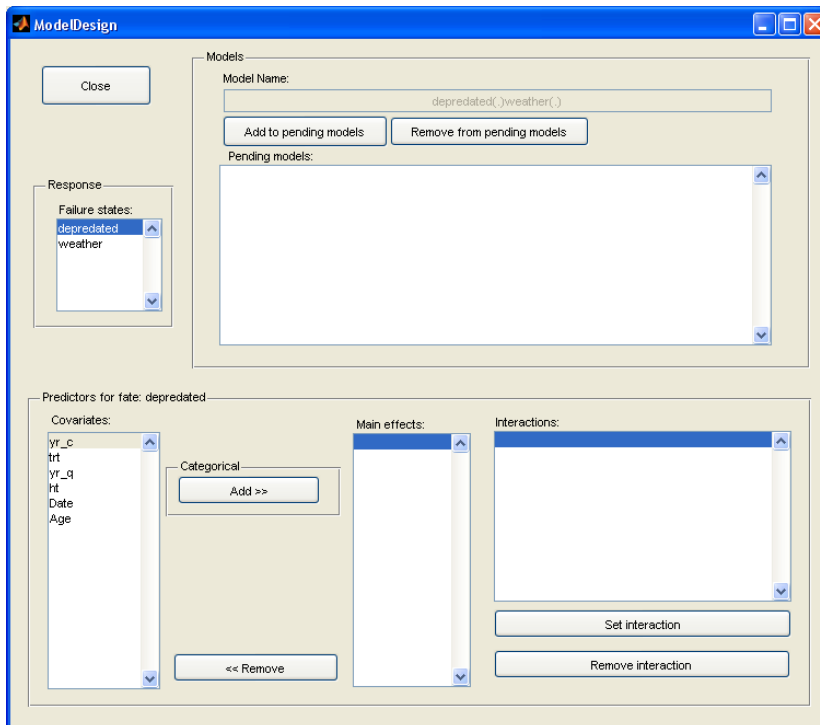 ModelDesign
Close
Models
Model Name:
depredated(.)weather(.)
Add to pending models
Remove from pending models
Pending models:
Response
Failure states:
depredated
weather
Predictors for fate: depredated
Covariates:
yr_c
trt
yr_q
ht
Date
Age
Categorical
Add >>
<< Remove
Main effects:
Interactions:
Set interaction
Remove interaction